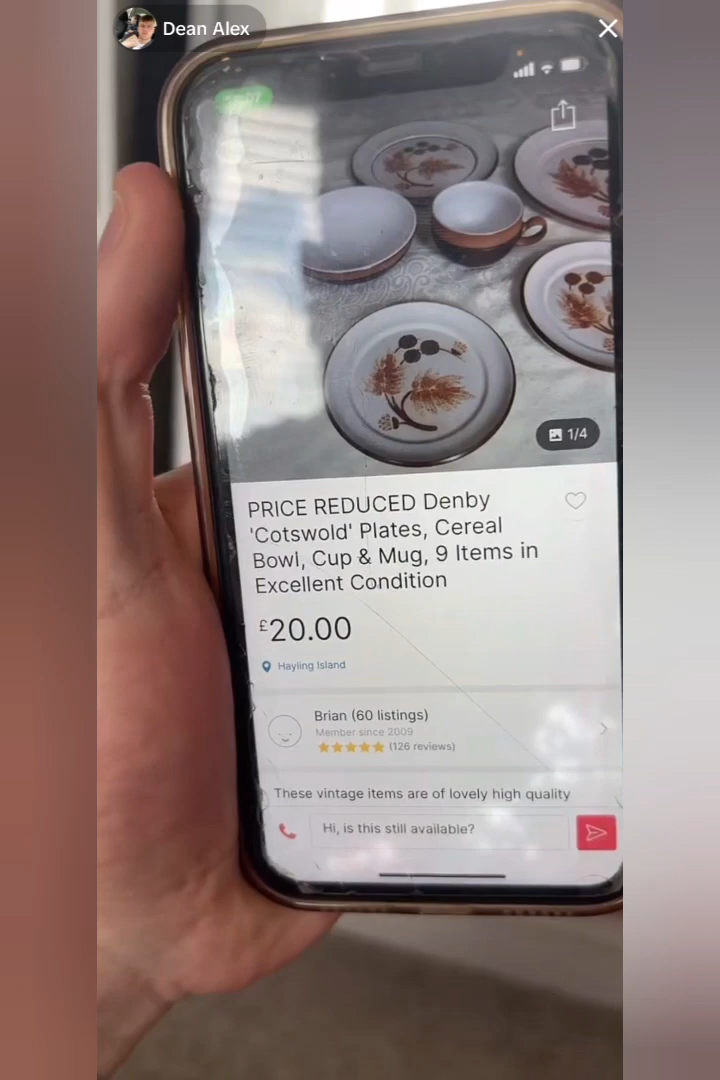 Dean Alex
1/4
PRICE REDUCED Denby
'Cotswold' Plates, Cereal
Bowl, Cup & Mug, 9 Items in
Excellent Condition
£20.00
Hayling Island
Brian (60 listings)
Member since 2009
(126 reviews)
These vintage items are of lovely high quality
Hi, is this still available?